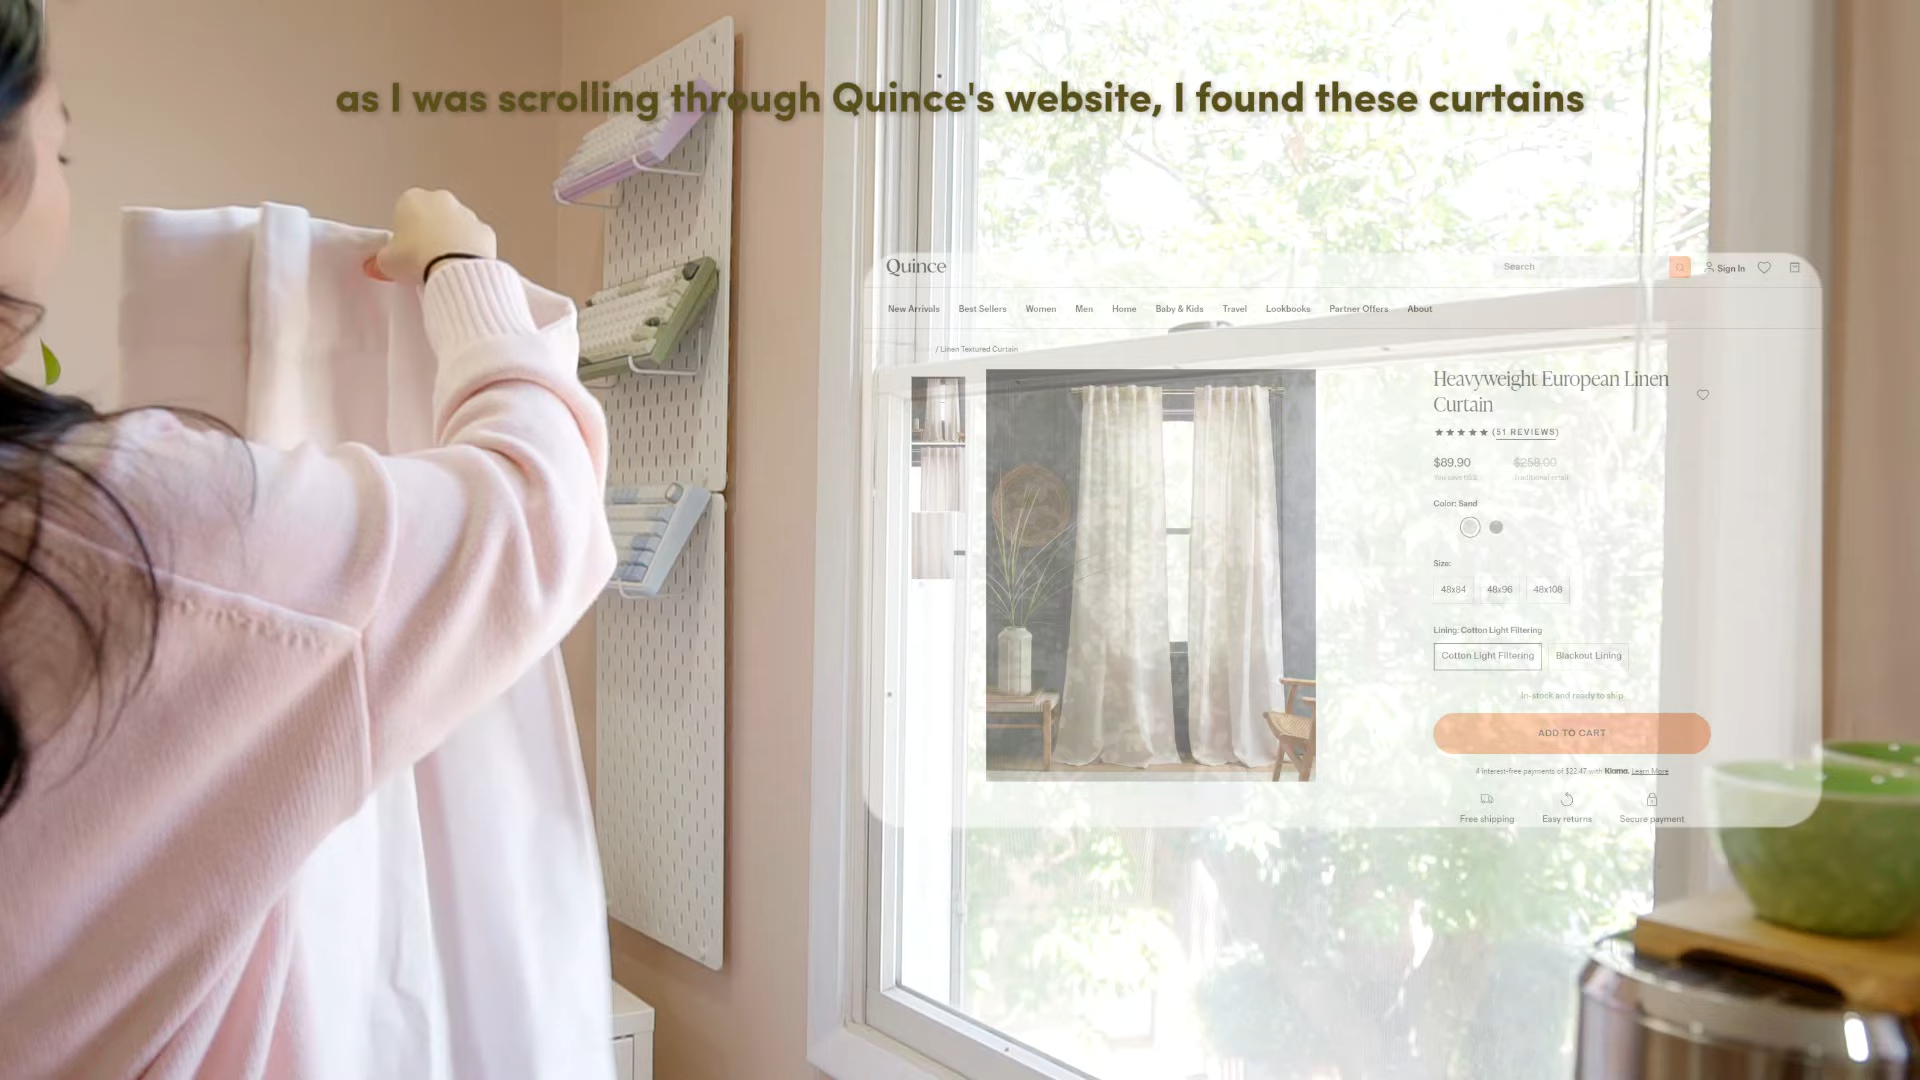 as I was scrolling through Quince's website, I found these curtains
Quince
Search
Sign In
New Arrivals Best Sellers Women Men Home Baby & Kids Travel Lookbooks Partner Offers About
/ Linen Textured Curtain
Heavyweight European Linen
Curtain
(51 REVIEWS)
$89.90 $258.00
You save
Traditional retail
Color: Sand
Size:
48x84 48x96 48x108
Lining: Cotton Light Filtering
Cotton Light Filtering Blackout Lining
In-stock and ready to ship
ADD TO CART
4 interest-free payments of $22.47 with Klarna. Learn More
Free shipping Easy returns Secure payment